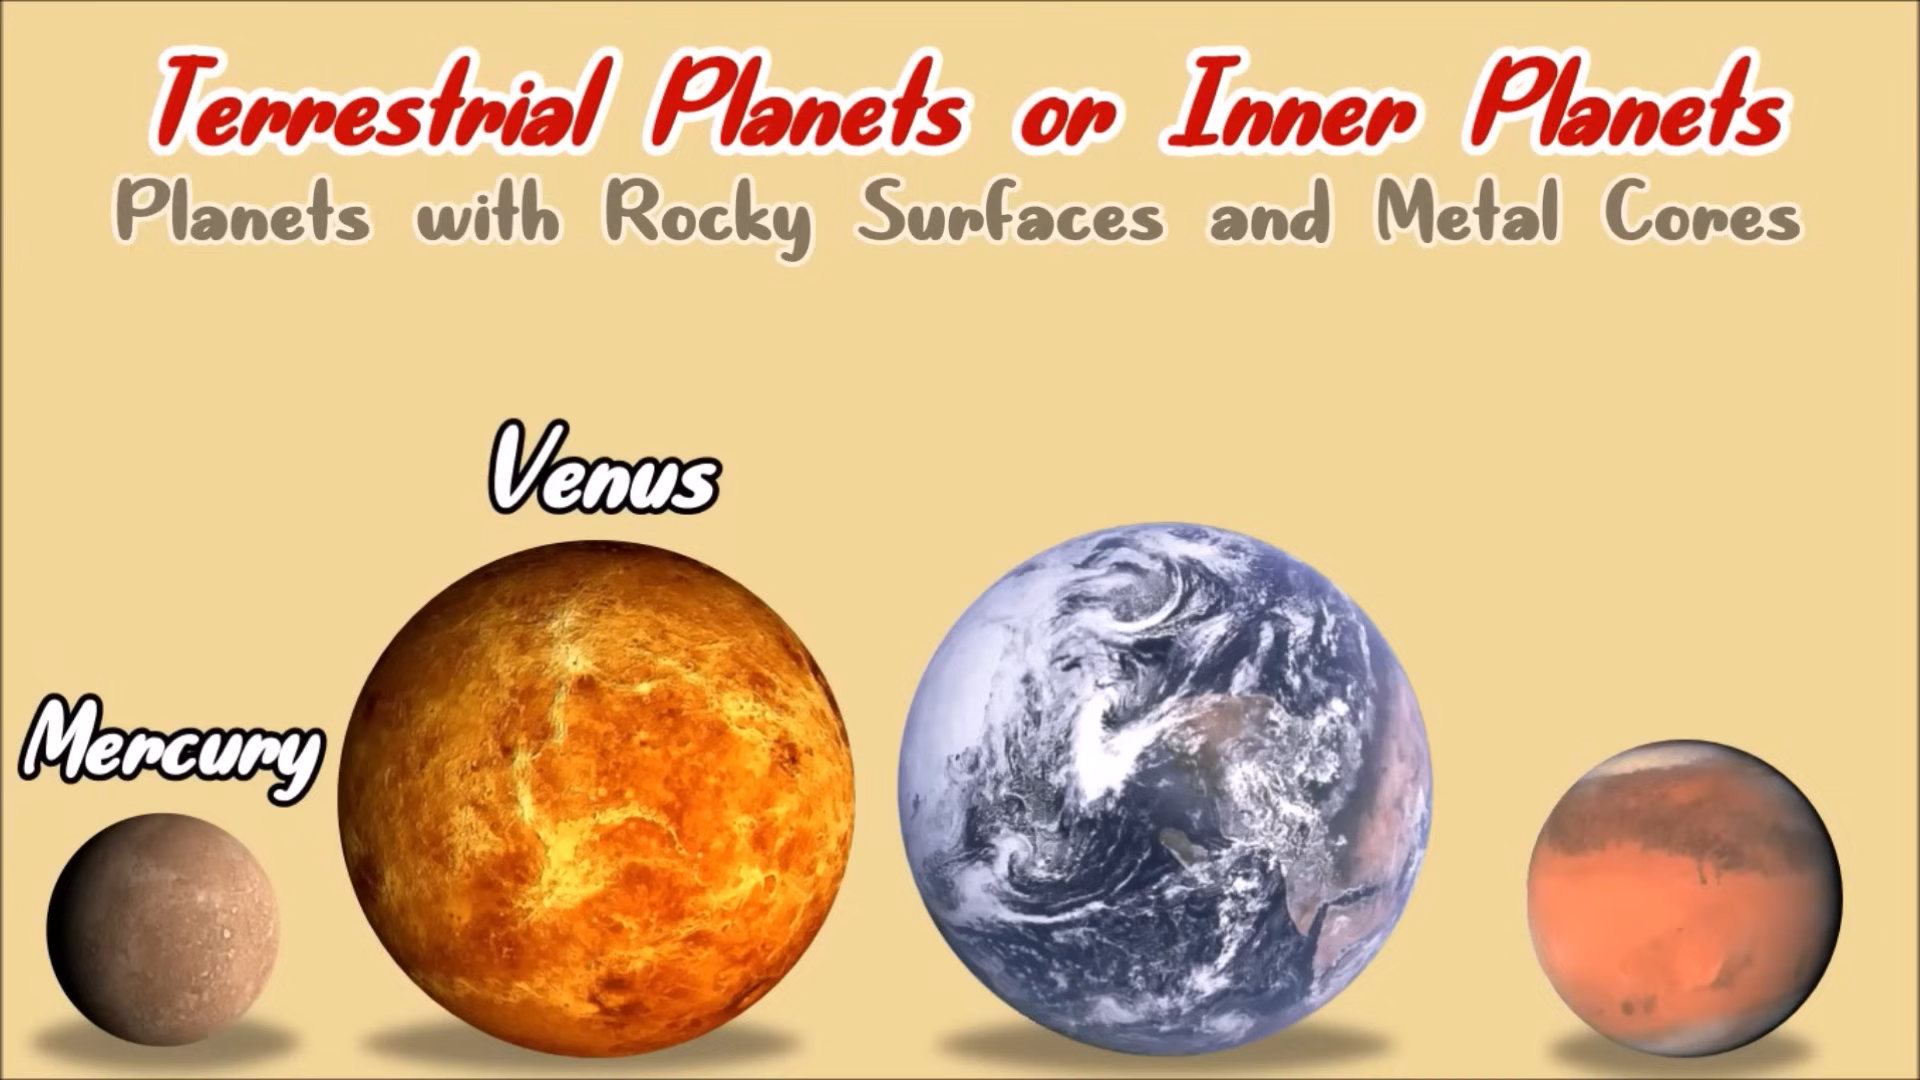 Terrestrial Planets or Inner Planets
Planets with Rocky Surfaces and Metal Cores
Venus
Mercury